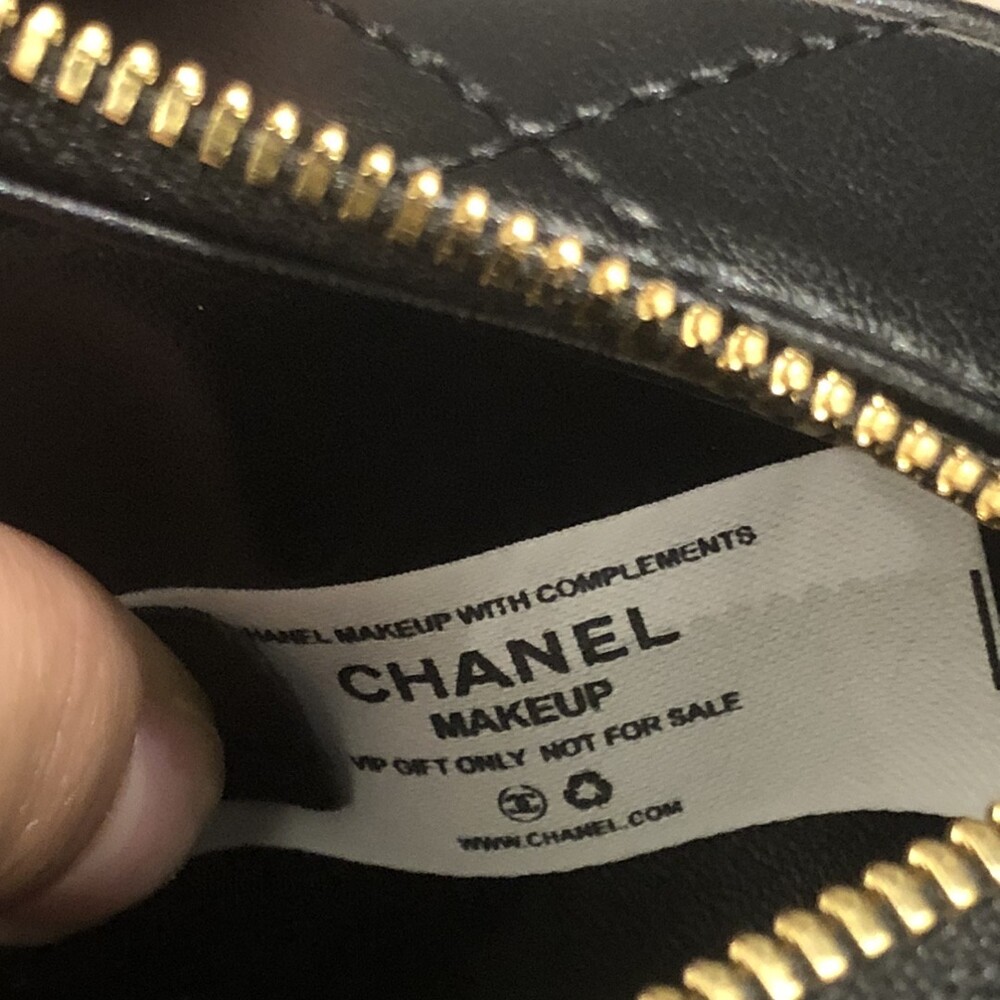 HANEL MAKEUP WITH COMPLEMENTS
CHANEL
MAKEUP
VIP GIFT ONLY NOT FOR SALE
WWW.CHANEL.COM